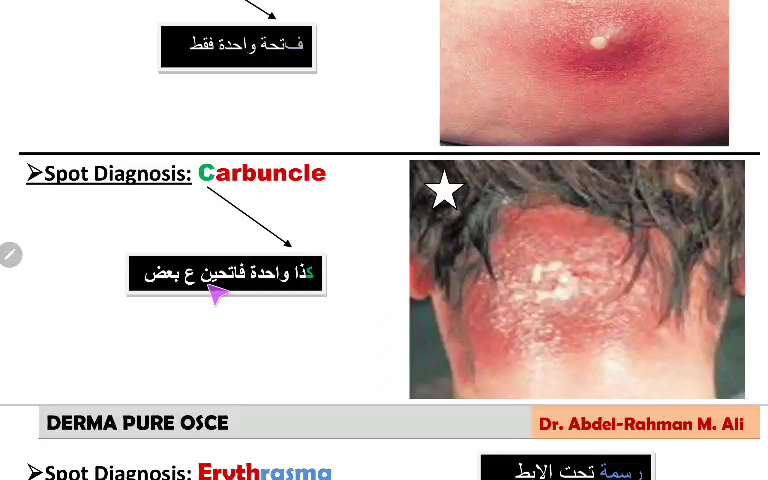 فتحة واحدة فقط
➢Spot Diagnosis: Carbuncle
كذا واحدة فاتحين ع بعض
DERMA PURE OSCE
Dr. Abdel-Rahman M. Ali
➢Spot Diagnosis: Erythrasma
رسمة تحت الابط